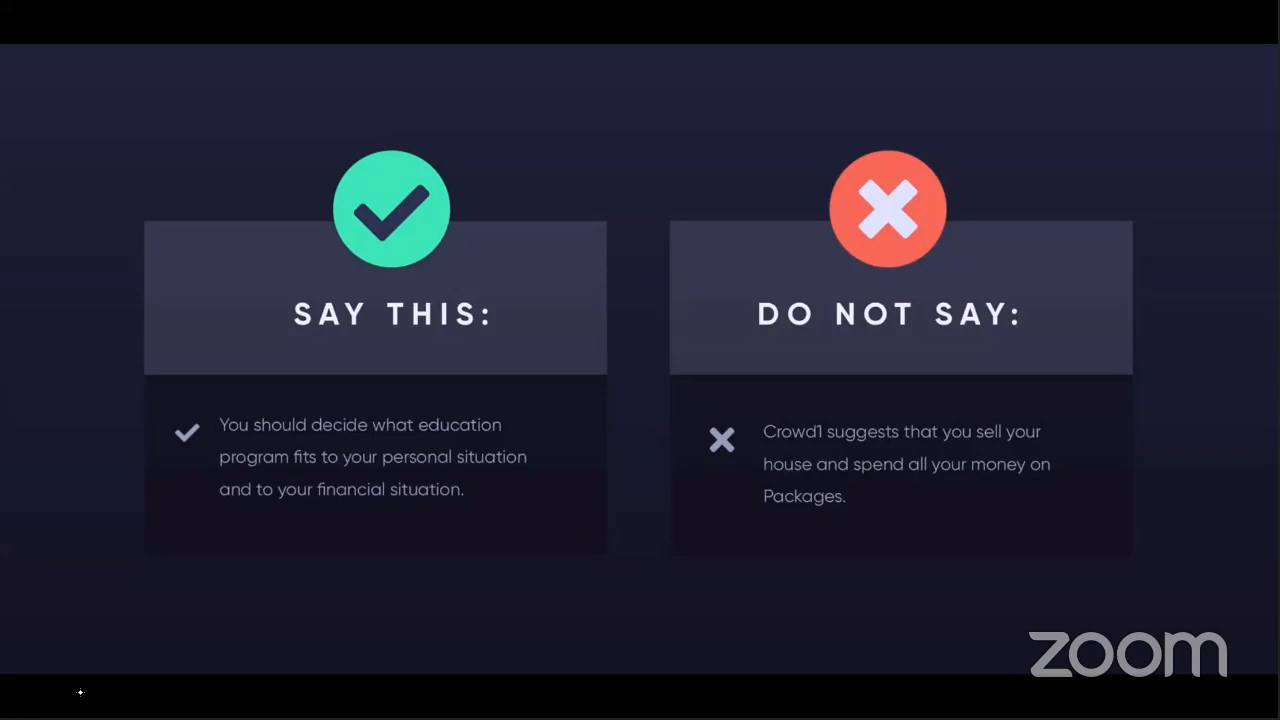 SAY THIS:
You should decide what education
program fits to your personal situation
and to your financial situation.
DO NOT SAY:
Crowd1 suggests that you sell your
house and spend all your money on
Packages.
zoom